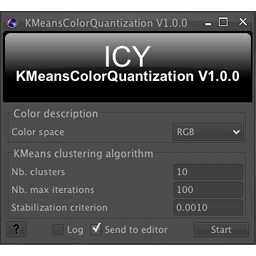 KMeansColorQuantization V1.0.0
ICY
KMeansColorQuantization V1.0.0
Color description
Color space RGB
KMeans clustering algorithm
Nb. clusters 10
Nb. max iterations 100
Stabilization criterion 0.0010
? Log Send to editor Start